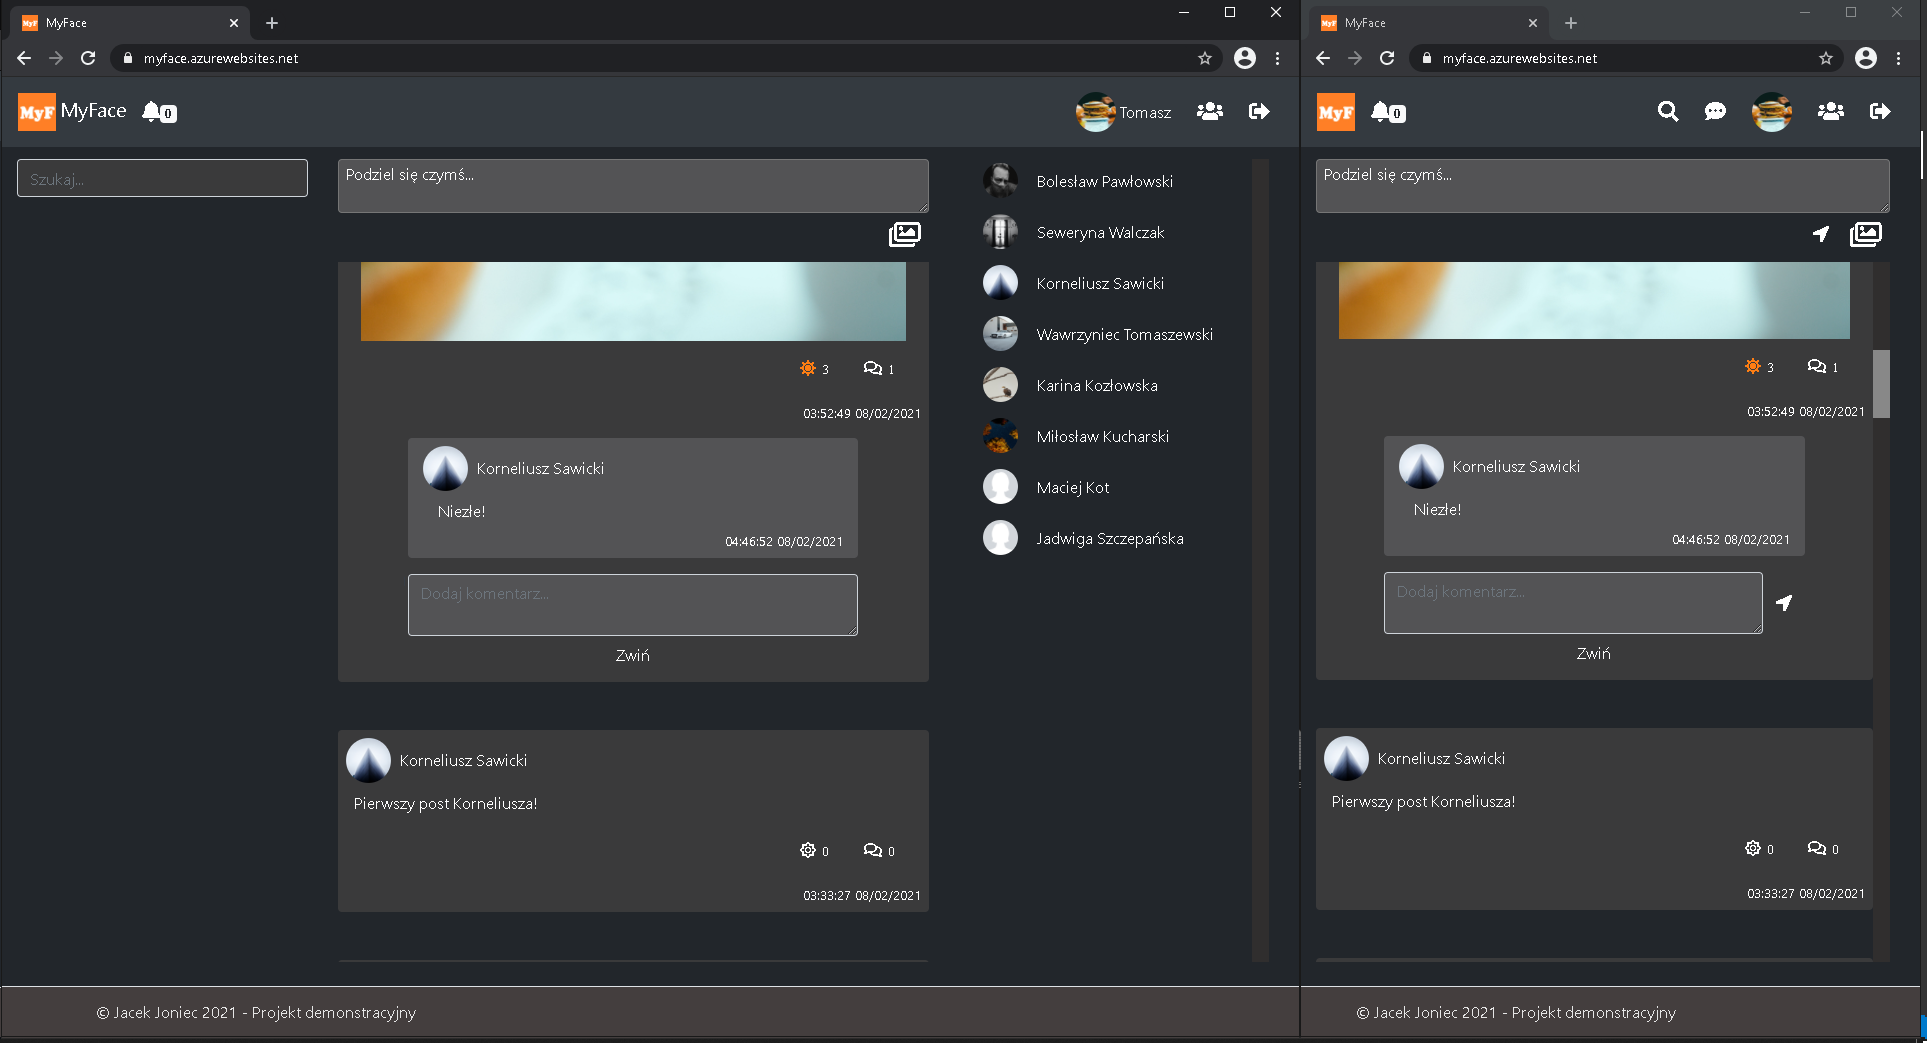 MyFace
myface.azurewebsites.net
MyF MyFace 0
Tomasz
Szukaj...
Podziel się czymś...
3 1
03:52:49 08/02/2021
Korneliusz Sawicki
Niezłe!
04:46:52 08/02/2021
Dodaj komentarz...
Zwiń
Korneliusz Sawicki
Pierwszy post Korneliusza!
0 0
03:33:27 08/02/2021
Bolesław Pawłowski
Seweryna Walczak
Korneliusz Sawicki
Wawrzyniec Tomaszewski
Karina Kozłowska
Miłosław Kucharski
Maciej Kot
Jadwiga Szczepańska
© Jacek Joniec 2021 - Projekt demonstracyjny
MyFace
myface.azurewebsites.net
MyF 0
Podziel się czymś...
3 1
03:52:49 08/02/2021
Korneliusz Sawicki
Niezłe!
04:46:52 08/02/2021
Dodaj komentarz...
Zwiń
Korneliusz Sawicki
Pierwszy post Korneliusza!
0 0
03:33:27 08/02/2021
© Jacek Joniec 2021 - Projekt demonstracyjny